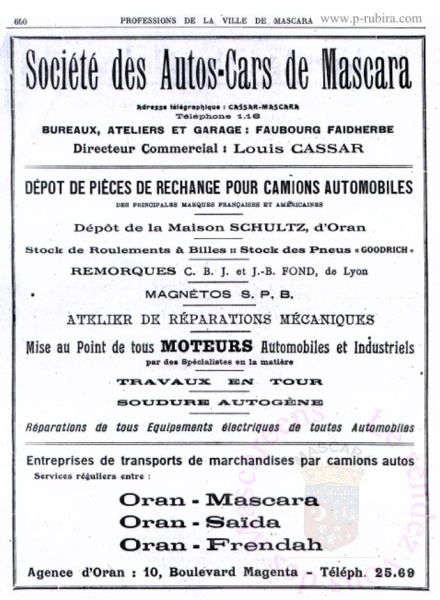 660 PROFESSIONS DE LA VILLE DE MASCARA www.p-rubira.com
Société des Autos-Cars de Mascara
Adresse télégraphique : CASSAR-MASCARA
Téléphone 1.16
BUREAUX, ATELIERS ET GARAGE : FAUBOURG FAIDHERBE
Directeur Commercial : Louis CASSAR
DÉPOT DE PIÈCES DE RECHANGE POUR CAMIONS AUTOMOBILES
DES PRINCIPALES MARQUES FRANÇAISES ET AMÉRICAINES
Dépôt de la Maison SCHULTZ, d'Oran
Stock de Roulements à Billes :: Stock des Pneus «GOODRICH»
REMORQUES C. B. J. et J.-B. FOND, de Lyon
MAGNÉTOS S. P. B.
ATELIER DE RÉPARATIONS MÉCANIQUES
Mise au Point de tous MOTEURS Automobiles et Industriels
par des Spécialistes en la matière
TRAVAUX EN TOUR
SOUDURE AUTOGÈNE
Réparations de tous Equipements électriques de toutes Automobiles
MASCARA
Entreprises de transports de marchandises par camions autos
Services réguliers entre :
Oran - Mascara
Oran - Saïda
Oran - Frendah
Agence d'Oran : 10, Boulevard Magenta - Téléph. 25.69